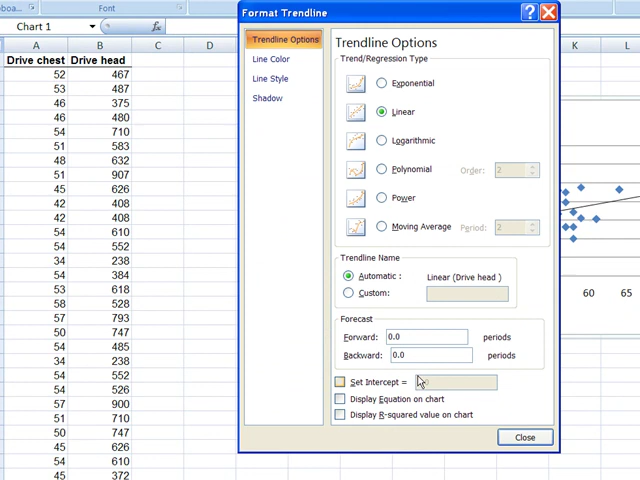 Font
Chart 1
fx
A B C D K L
Drive chest Drive head
52 467
53 487
46 375
46 480
54 710
51 583
48 632
51 907
45 626
42 408
42 408
54 610
54 552
34 238
54 384
53 618
58 528
57 793
50 747
54 485
34 238
54 552
54 526
57 900
51 710
50 747
45 626
54 610
45 372
60 65
Format Trendline
Trendline Options
Line Color
Line Style
Shadow
Trendline Options
Trend/Regression Type
Exponential
Linear
Logarithmic
Polynomial Order: 2
Power
Moving Average Period: 2
Trendline Name
Automatic : Linear (Drive head )
Custom:
Forecast
Forward: 0.0 periods
Backward: 0.0 periods
Set Intercept =
Display Equation on chart
Display R-squared value on chart
Close